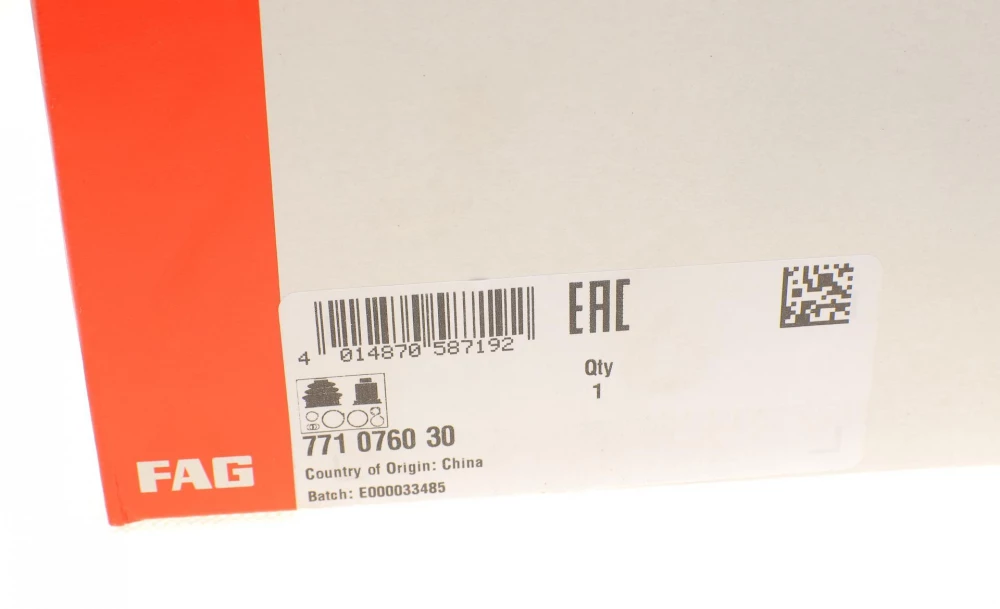 4 014870 587192
EAC
Qty
1
771 0760 30
Country of Origin: China
Batch: E000033485
FAG